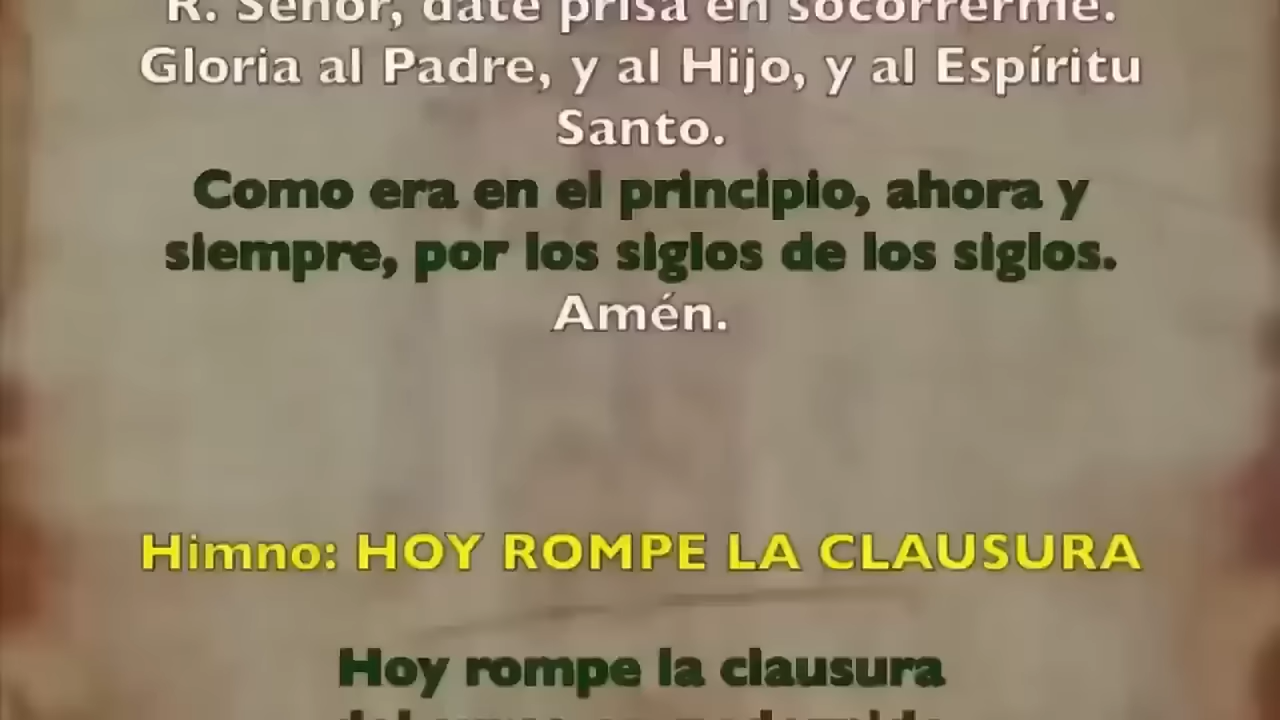 R. Señor, date prisa en socorrerme.
Gloria al Padre, y al Hijo, y al Espíritu
Santo.
Como era en el principio, ahora y
siempre, por los siglos de los siglos.
Amén.
Himno: HOY ROMPE LA CLAUSURA
Hoy rompe la clausura